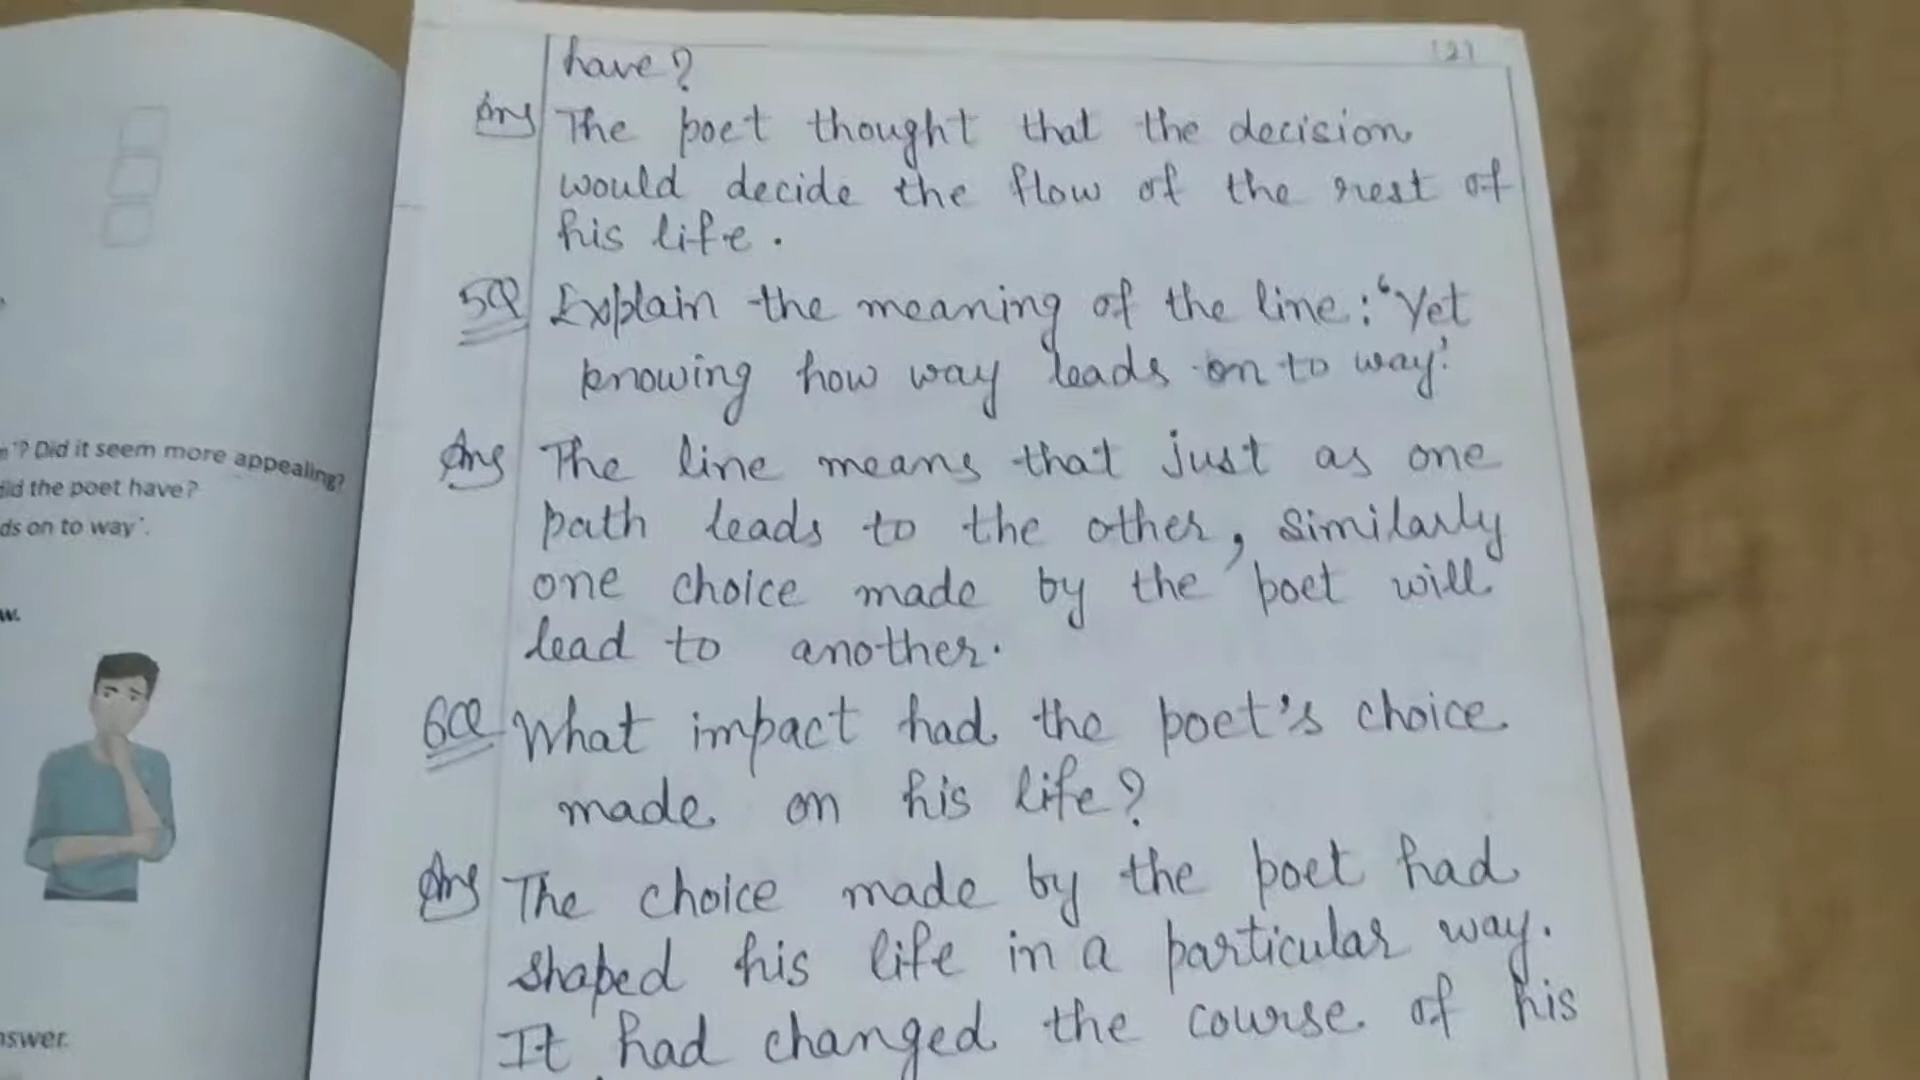 have?
(2)
Ans The poet thought that the decision
would decide the flow of the rest of
his life.
5Q Explain the meaning of the line: 'Yet
knowing how way leads on to way'.
Ans The line means that just as one
path leads to the other, similarly
one choice made by the poet will
lead to another.
6Q What impact had the poet's choice
made on his life?
Ans The choice made by the poet had
shaped his life in a particular way.
It had changed the course of his
? Did it seem more appealing?
did the poet have?
ds on to way'.
w.
nswer.